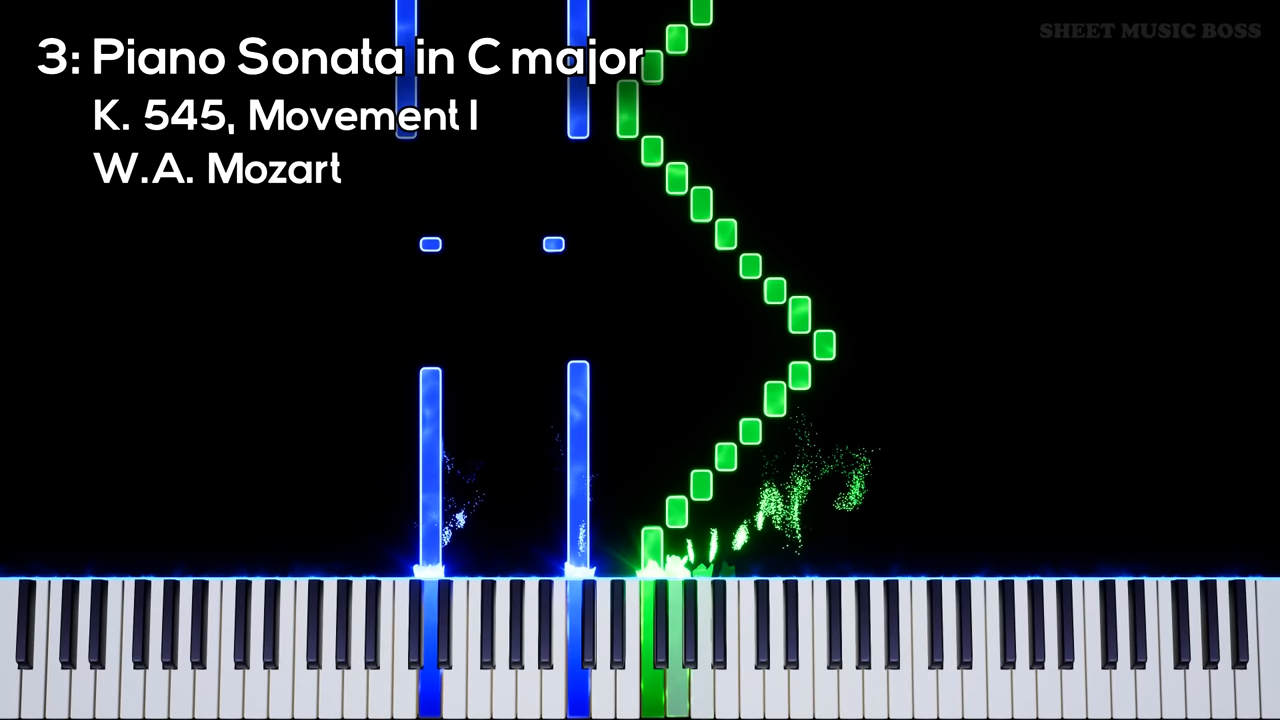 SHEET MUSIC BOSS
3: Piano Sonata in C major
K. 545, Movement I
W.A. Mozart